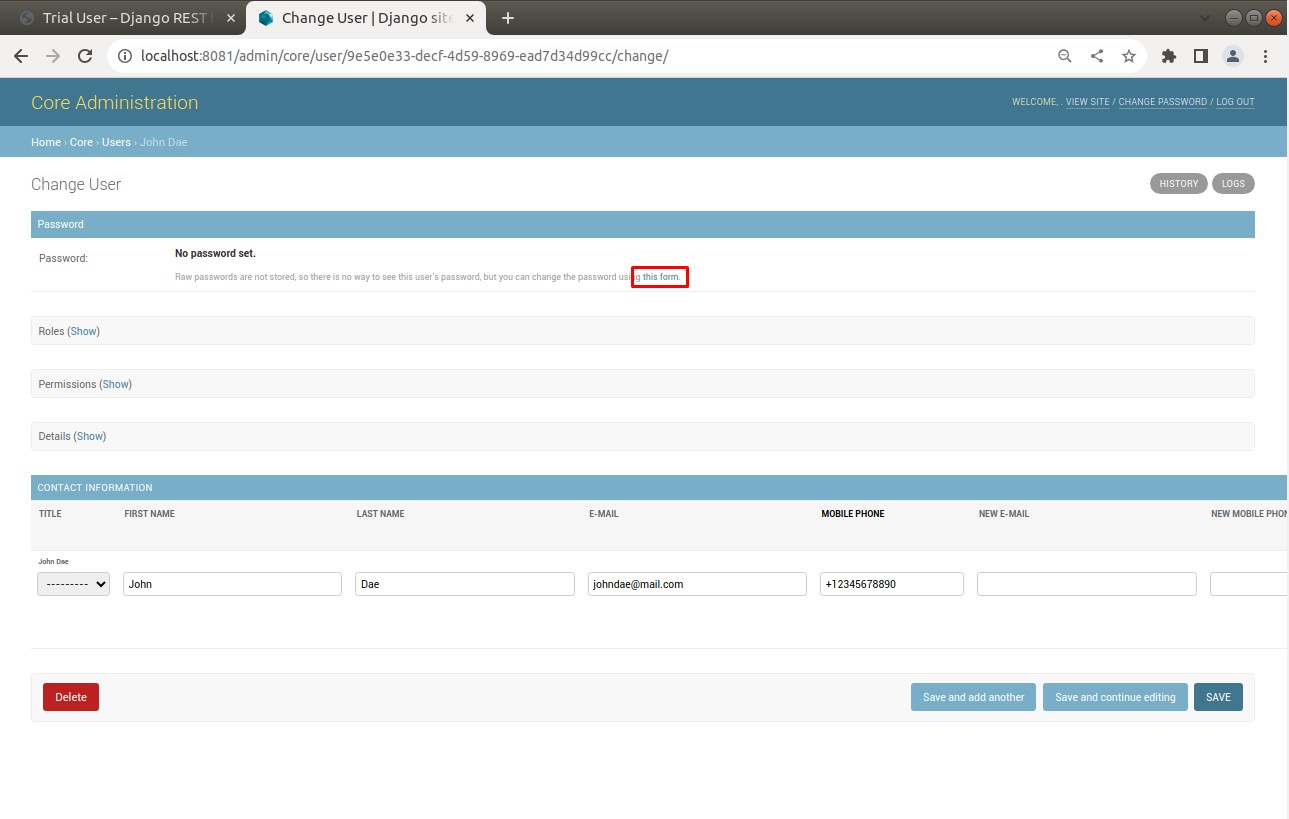 Trial User – Django REST
Change User | Django site
localhost:8081/admin/core/user/9e5e0e33-decf-4d59-8969-ead7d34d99cc/change/
Core Administration
WELCOME, . VIEW SITE / CHANGE PASSWORD / LOG OUT
Home › Core › Users › John Dae
Change User
HISTORY LOGS
Password
Password: No password set.
Raw passwords are not stored, so there is no way to see this user's password, but you can change the password using this form.
Roles (Show)
Permissions (Show)
Details (Show)
CONTACT INFORMATION
TITLE FIRST NAME LAST NAME E-MAIL MOBILE PHONE NEW E-MAIL NEW MOBILE PHON
John Dae
--------- John Dae johndae@mail.com +12345678890
Delete Save and add another Save and continue editing SAVE